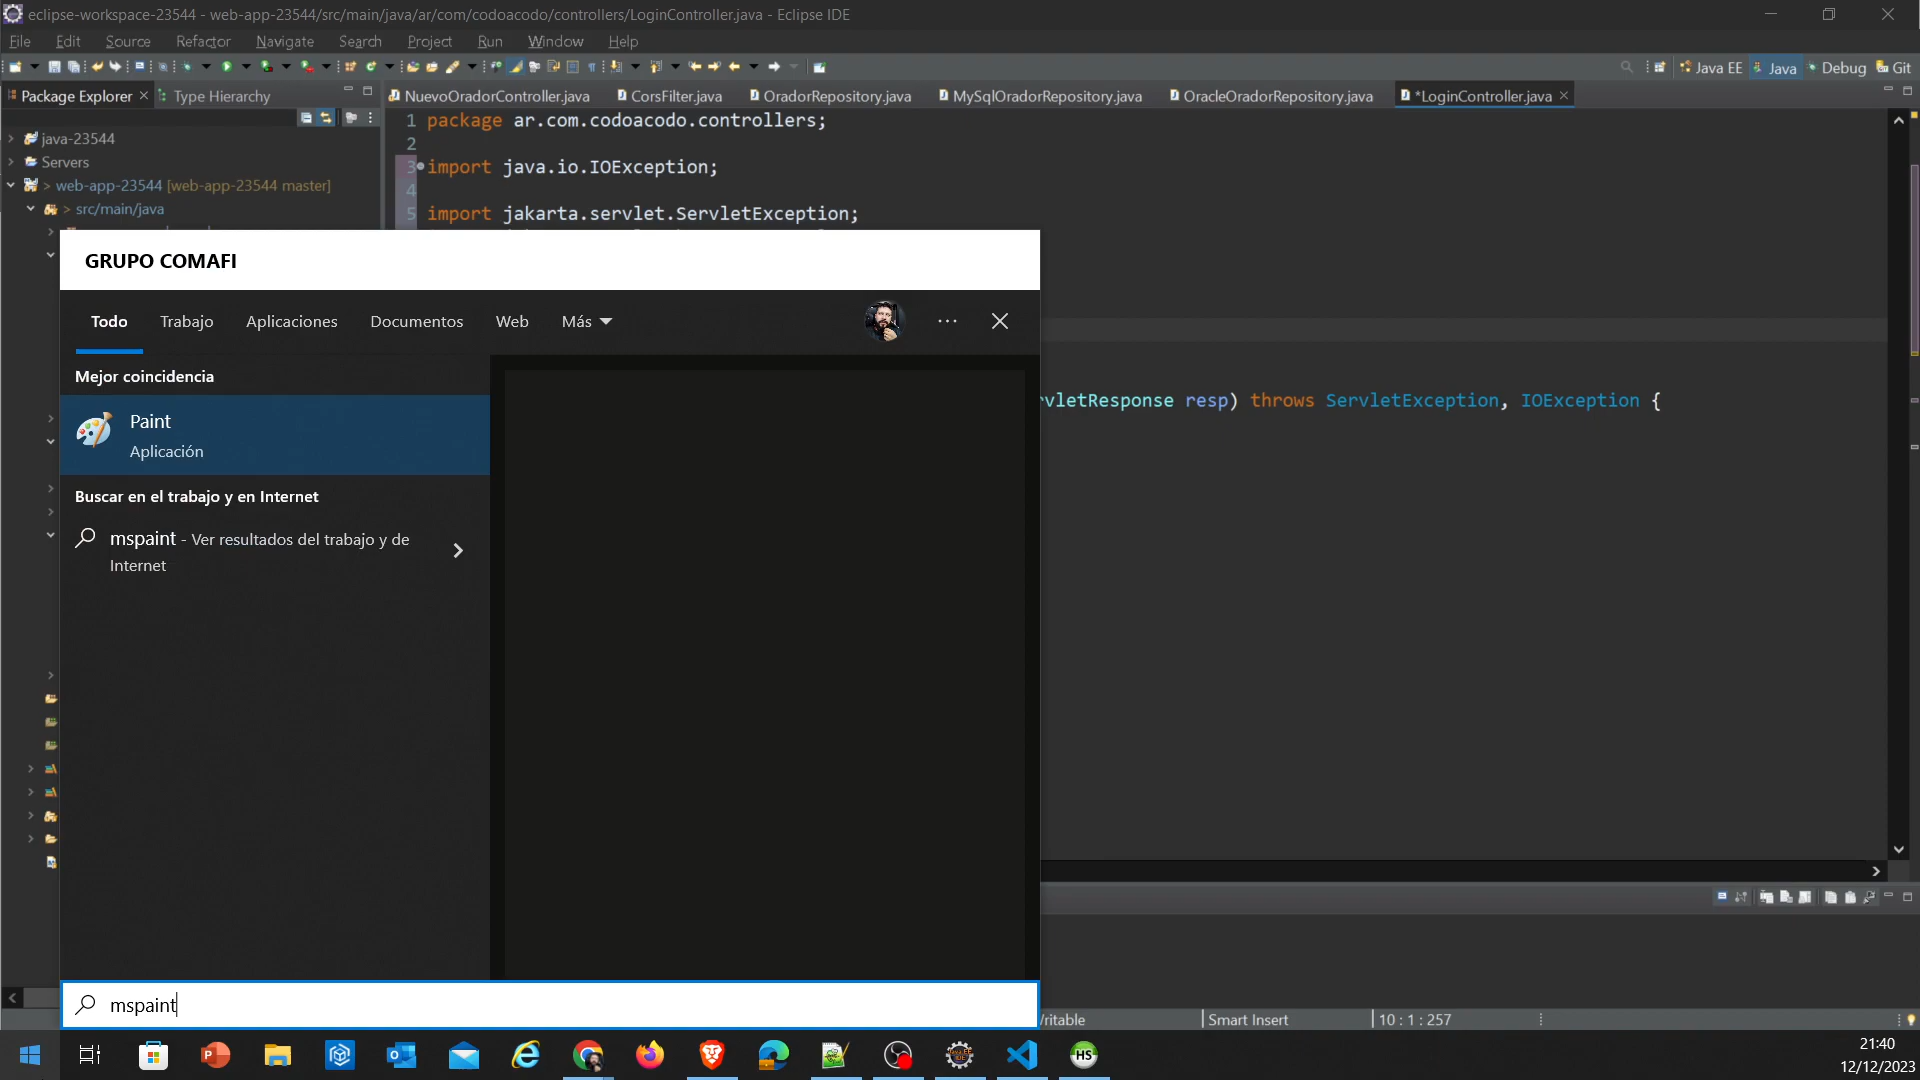 eclipse-workspace-23544 - web-app-23544/src/main/java/ar/com/codoacodo/controllers/LoginController.java - Eclipse IDE
File Edit Source Refactor Navigate Search Project Run Window Help
Java EE Java Debug Git
Package Explorer Type Hierarchy
NuevoOradorController.java CorsFilter.java OradorRepository.java MySqlOradorRepository.java OracleOradorRepository.java *LoginController.java
1 package ar.com.codoacodo.controllers;
2
3 import java.io.IOException;
4
5 import jakarta.servlet.ServletException;
java-23544
Servers
> web-app-23544 [web-app-23544 master]
> src/main/java
GRUPO COMAFI
Todo Trabajo Aplicaciones Documentos Web Más
Mejor coincidencia
Paint
Aplicación
Buscar en el trabajo y en Internet
mspaint - Ver resultados del trabajo y de
Internet
vletResponse resp) throws ServletException, IOException {
mspaint
Smart Insert
10 : 1 : 257
21:40
12/12/2023